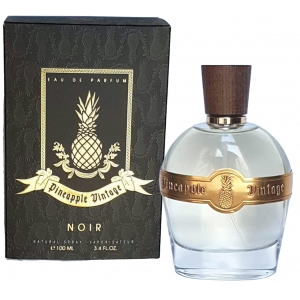 EAU DE PARFUM
Pineapple Vintage
NOIR
NATURAL SPRAY VAPORISATEUR
℮ 100 ML 3.4 FL.OZ.
Pineapple Vintage